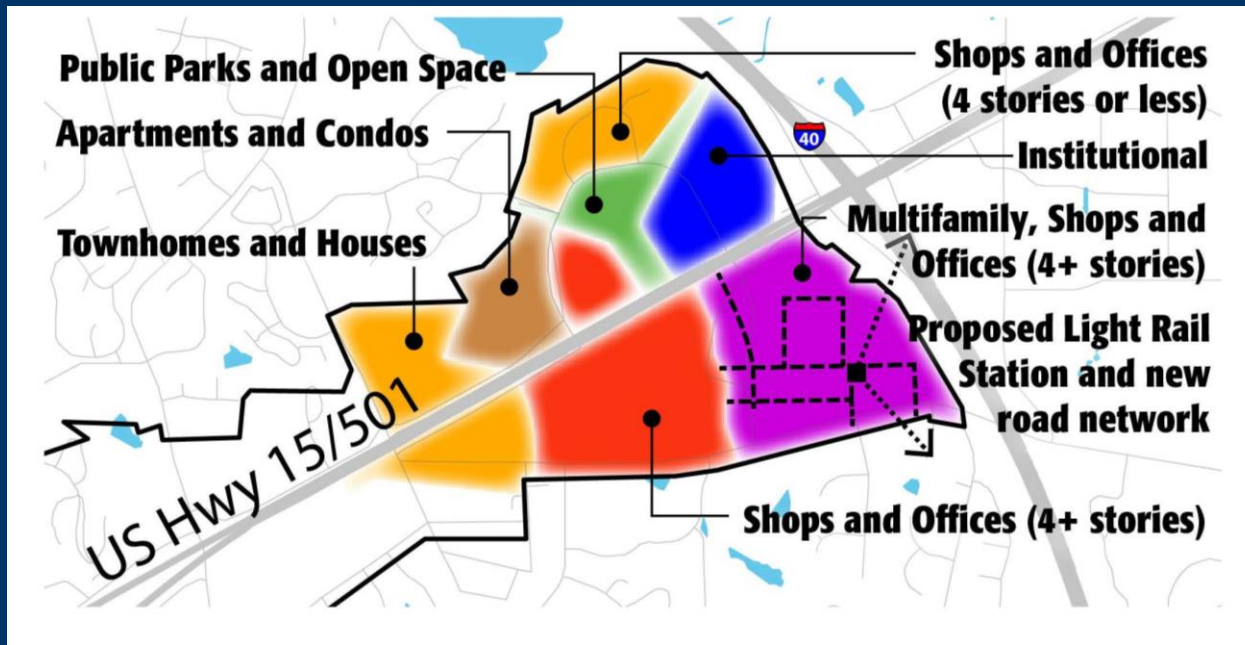 Public Parks and Open Space
Apartments and Condos
Townhomes and Houses
Shops and Offices
(4 stories or less)
40
Institutional
Multifamily, Shops and
Offices (4+ stories)
Proposed Light Rail
Station and new
road network
US Hwy 15/501
Shops and Offices (4+ stories)